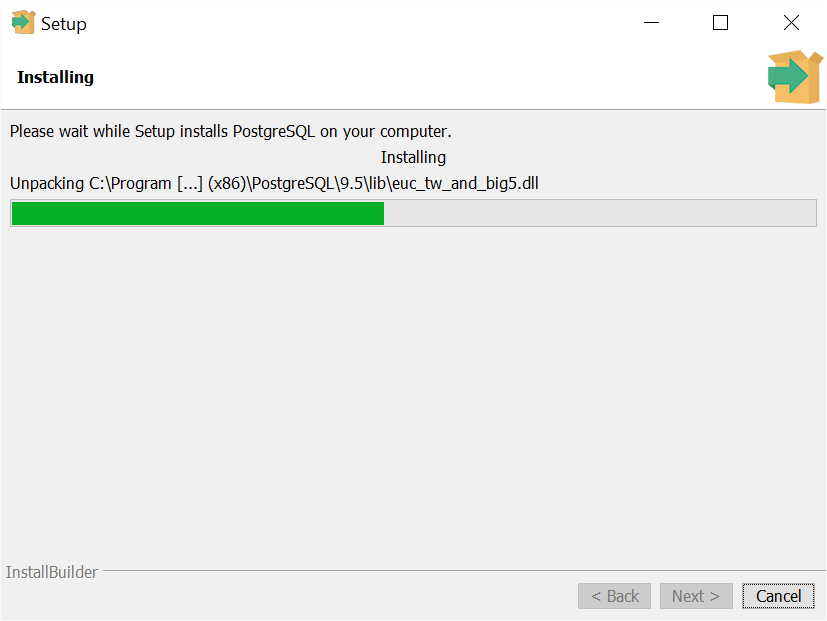 Setup
Installing
Please wait while Setup installs PostgreSQL on your computer.
Installing
Unpacking C:\Program [...] (x86)\PostgreSQL\9.5\lib\euc_tw_and_big5.dll
InstallBuilder
< Back
Next >
Cancel